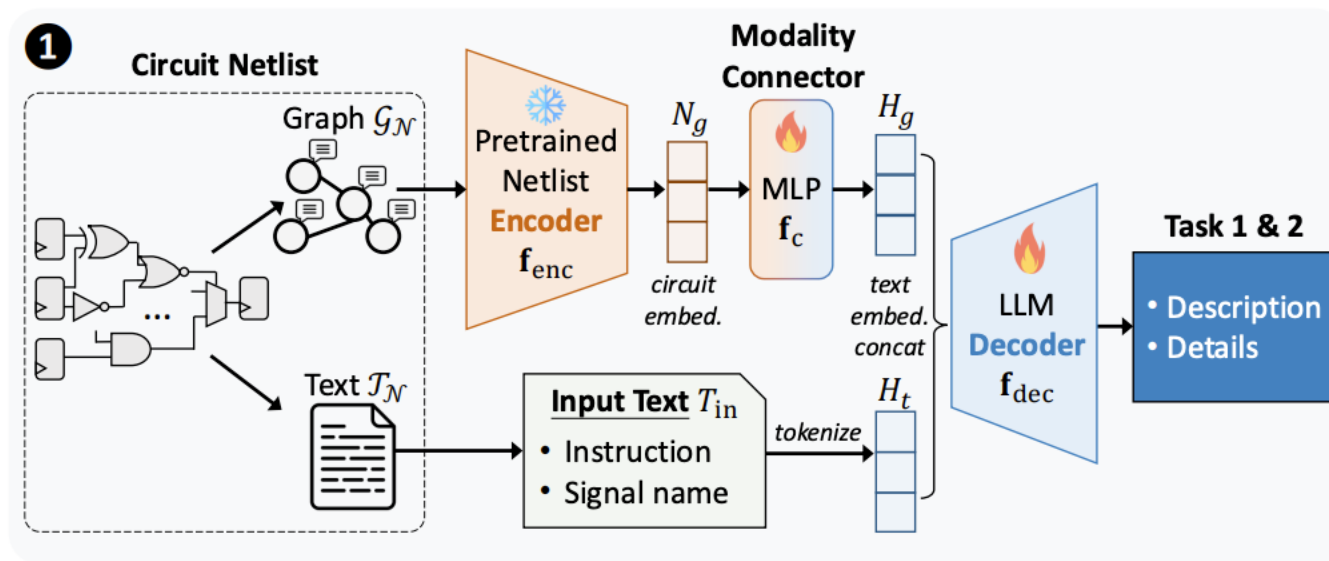 1
Circuit Netlist
Graph 𝒢𝒩
...
Text 𝒯𝒩
Pretrained
Netlist
Encoder
f_enc
N_g
circuit
embed.
Modality
Connector
MLP
f_c
H_g
text
embed.
concat
Input Text T_in
• Instruction
• Signal name
tokenize
H_t
LLM
Decoder
f_dec
Task 1 & 2
• Description
• Details